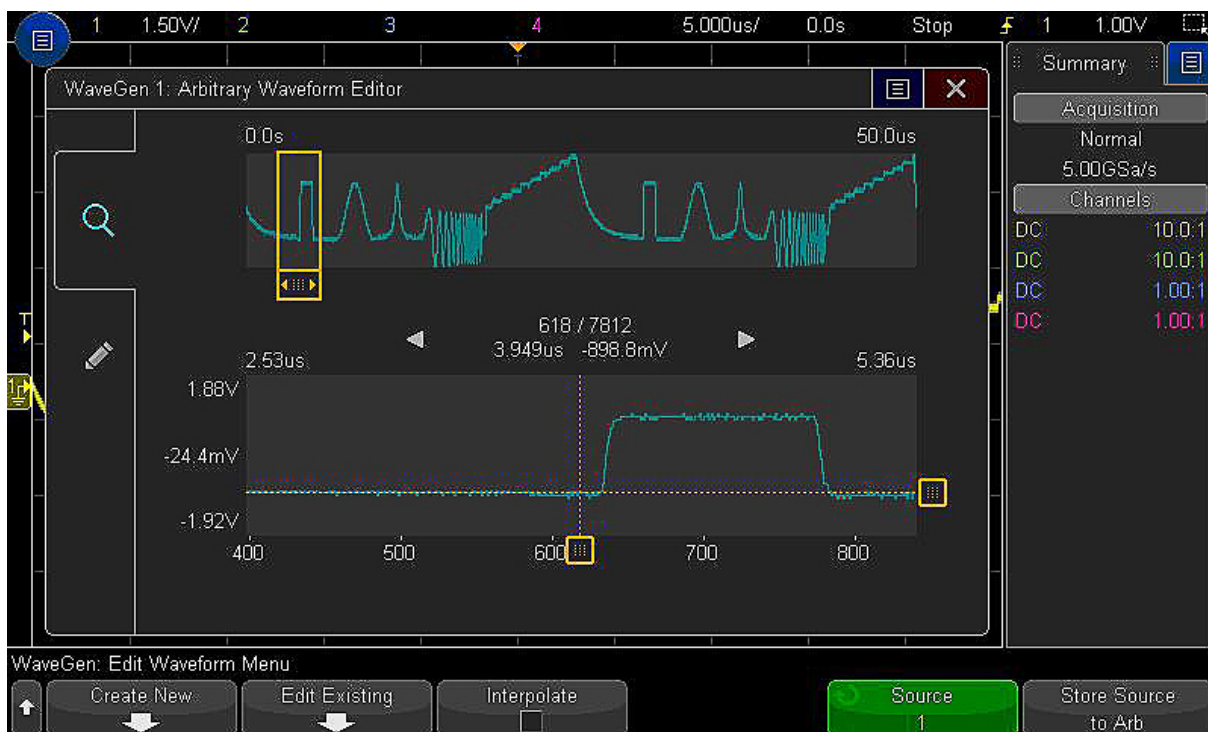 1 1.50V/ 2 3 4 5.000us/ 0.0s Stop 1 1.00V
Summary
WaveGen 1: Arbitrary Waveform Editor
Acquisition
Normal
5.00GSa/s
Channels
DC 10.0:1
DC 10.0:1
DC 1.00:1
DC 1.00:1
0.0s 50.0us
618 / 7812
3.949us -898.8mV
2.53us 5.36us
1.88V
-24.4mV
-1.92V
400 500 600 700 800
T
1
WaveGen: Edit Waveform Menu
Create New Edit Existing Interpolate Source Store Source
1 to Arb